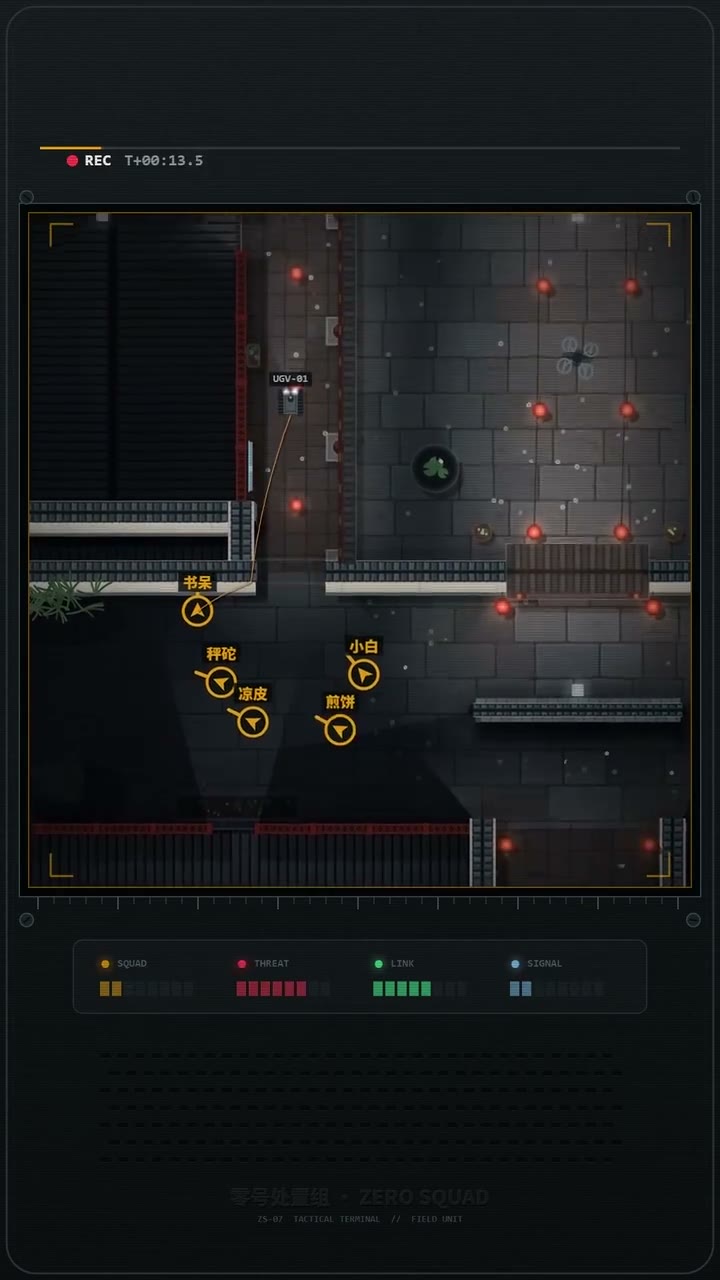 REC T+00:13.5
UGV-01
书呆
秤砣
小白
凉皮
煎饼
SQUAD THREAT LINK SIGNAL
零号处置组 · ZERO SQUAD
ZS-07 TACTICAL TERMINAL // FIELD UNIT